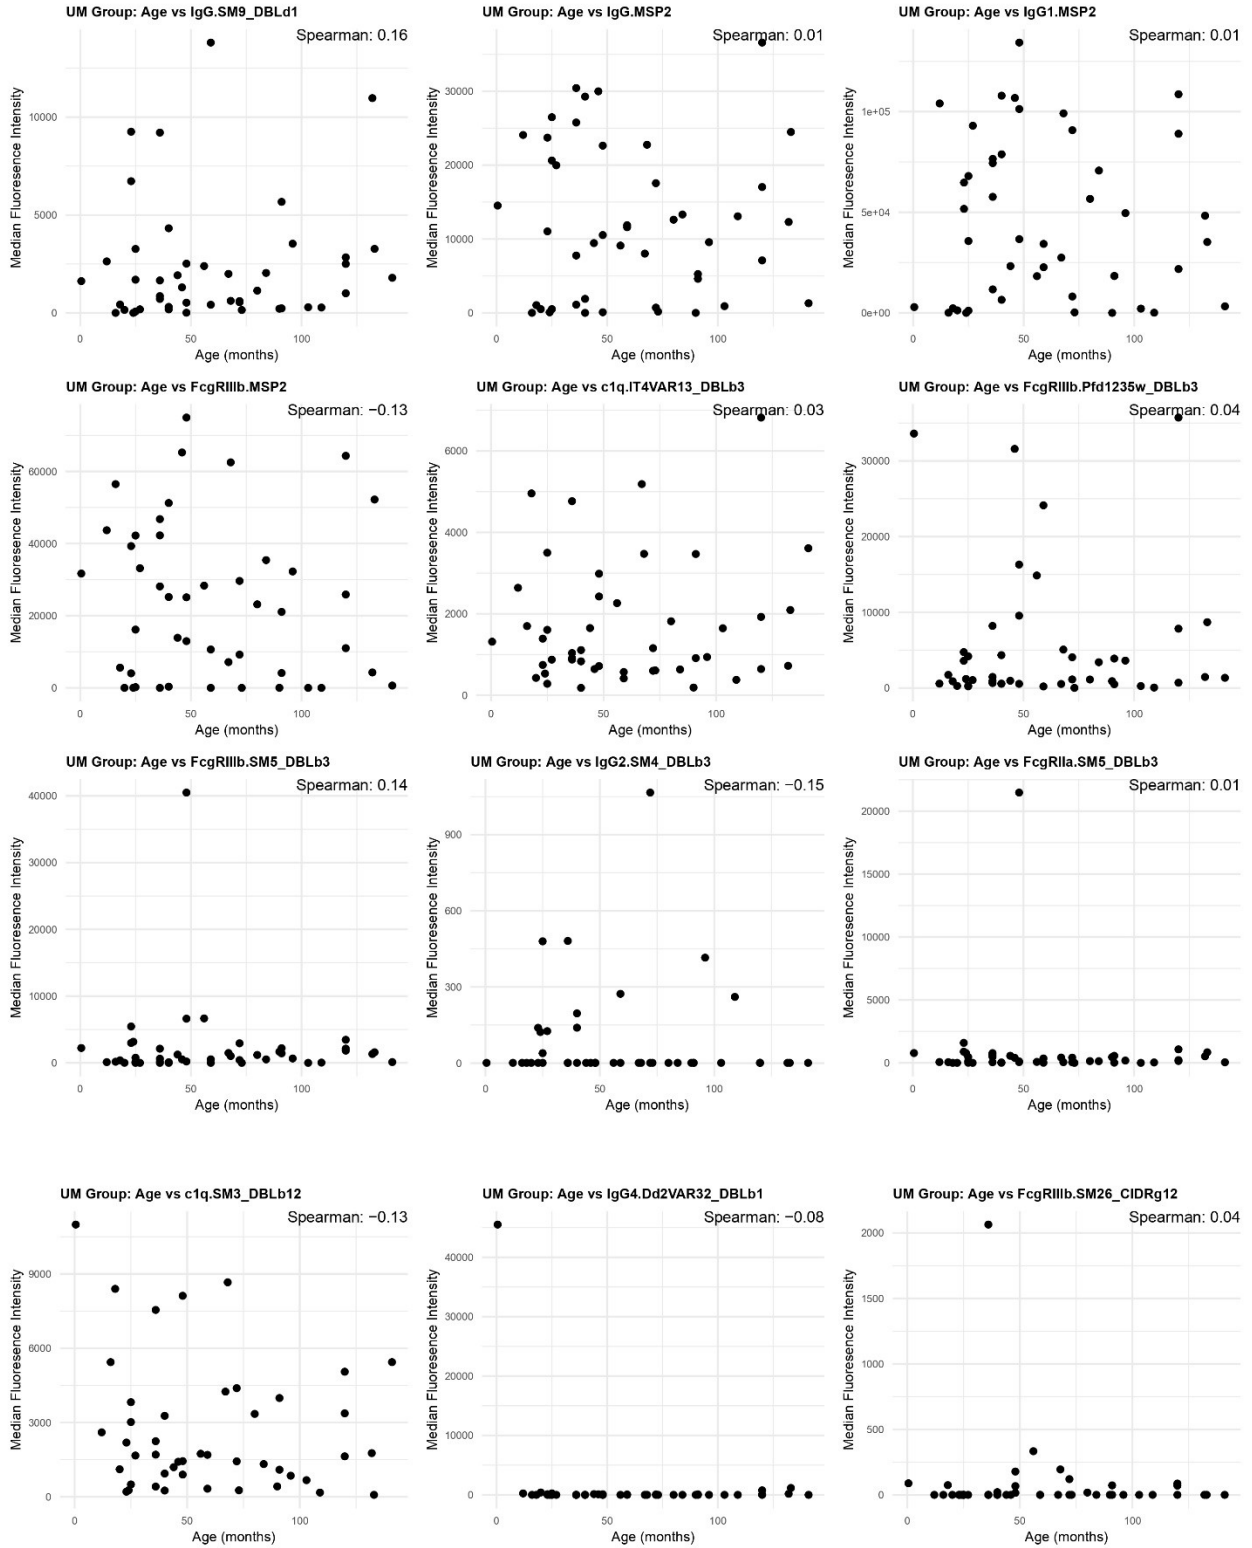 UM Group: Age vs IgG.SM9_DBLd1
Spearman: 0.16
Median Fluoresence Intensity
10000
5000
0
0 50 100
Age (months)
UM Group: Age vs IgG.MSP2
Spearman: 0.01
Median Fluoresence Intensity
30000
20000
10000
0
0 50 100
Age (months)
UM Group: Age vs IgG1.MSP2
Spearman: 0.01
Median Fluoresence Intensity
1e+05
5e+04
0e+00
0 50 100
Age (months)
UM Group: Age vs FcgRIIIb.MSP2
Spearman: −0.13
Median Fluoresence Intensity
60000
40000
20000
0
0 50 100
Age (months)
UM Group: Age vs c1q.IT4VAR13_DBLb3
Spearman: 0.03
Median Fluoresence Intensity
6000
4000
2000
0
0 50 100
Age (months)
UM Group: Age vs FcgRIIIb.Pfd1235w_DBLb3
Spearman: 0.04
Median Fluoresence Intensity
30000
20000
10000
0
0 50 100
Age (months)
UM Group: Age vs FcgRIIIb.SM5_DBLb3
Spearman: 0.14
Median Fluoresence Intensity
40000
30000
20000
10000
0
0 50 100
Age (months)
UM Group: Age vs IgG2.SM4_DBLb3
Spearman: −0.15
Median Fluoresence Intensity
900
600
300
0
0 50 100
Age (months)
UM Group: Age vs FcgRIIa.SM5_DBLb3
Spearman: 0.01
Median Fluoresence Intensity
20000
15000
10000
5000
0
0 50 100
Age (months)
UM Group: Age vs c1q.SM3_DBLb12
Spearman: −0.13
Median Fluoresence Intensity
9000
6000
3000
0
0 50 100
Age (months)
UM Group: Age vs IgG4.Dd2VAR32_DBLb1
Spearman: −0.08
Median Fluoresence Intensity
40000
30000
20000
10000
0
0 50 100
Age (months)
UM Group: Age vs FcgRIIIb.SM26_CIDRg12
Spearman: 0.04
Median Fluoresence Intensity
2000
1500
1000
500
0
0 50 100
Age (months)